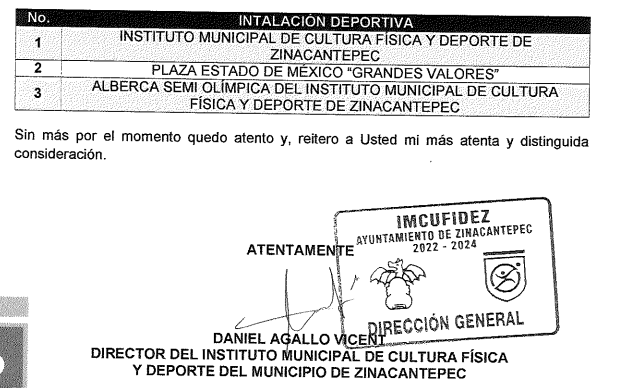 No. INTALACIÓN DEPORTIVA
1 INSTITUTO MUNICIPAL DE CULTURA FÍSICA Y DEPORTE DE
ZINACANTEPEC
2 PLAZA ESTADO DE MÉXICO “GRANDES VALORES”
3 ALBERCA SEMI OLÍMPICA DEL INSTITUTO MUNICIPAL DE CULTURA
FÍSICA Y DEPORTE DE ZINACANTEPEC
Sin más por el momento quedo atento y, reitero a Usted mi más atenta y distinguida
consideración.
IMCUFIDEZ
AYUNTAMIENTO DE ZINACANTEPEC
2022 - 2024
ATENTAMENTE
DIRECCIÓN GENERAL
DANIEL AGALLO VICENT
DIRECTOR DEL INSTITUTO MUNICIPAL DE CULTURA FÍSICA
Y DEPORTE DEL MUNICIPIO DE ZINACANTEPEC